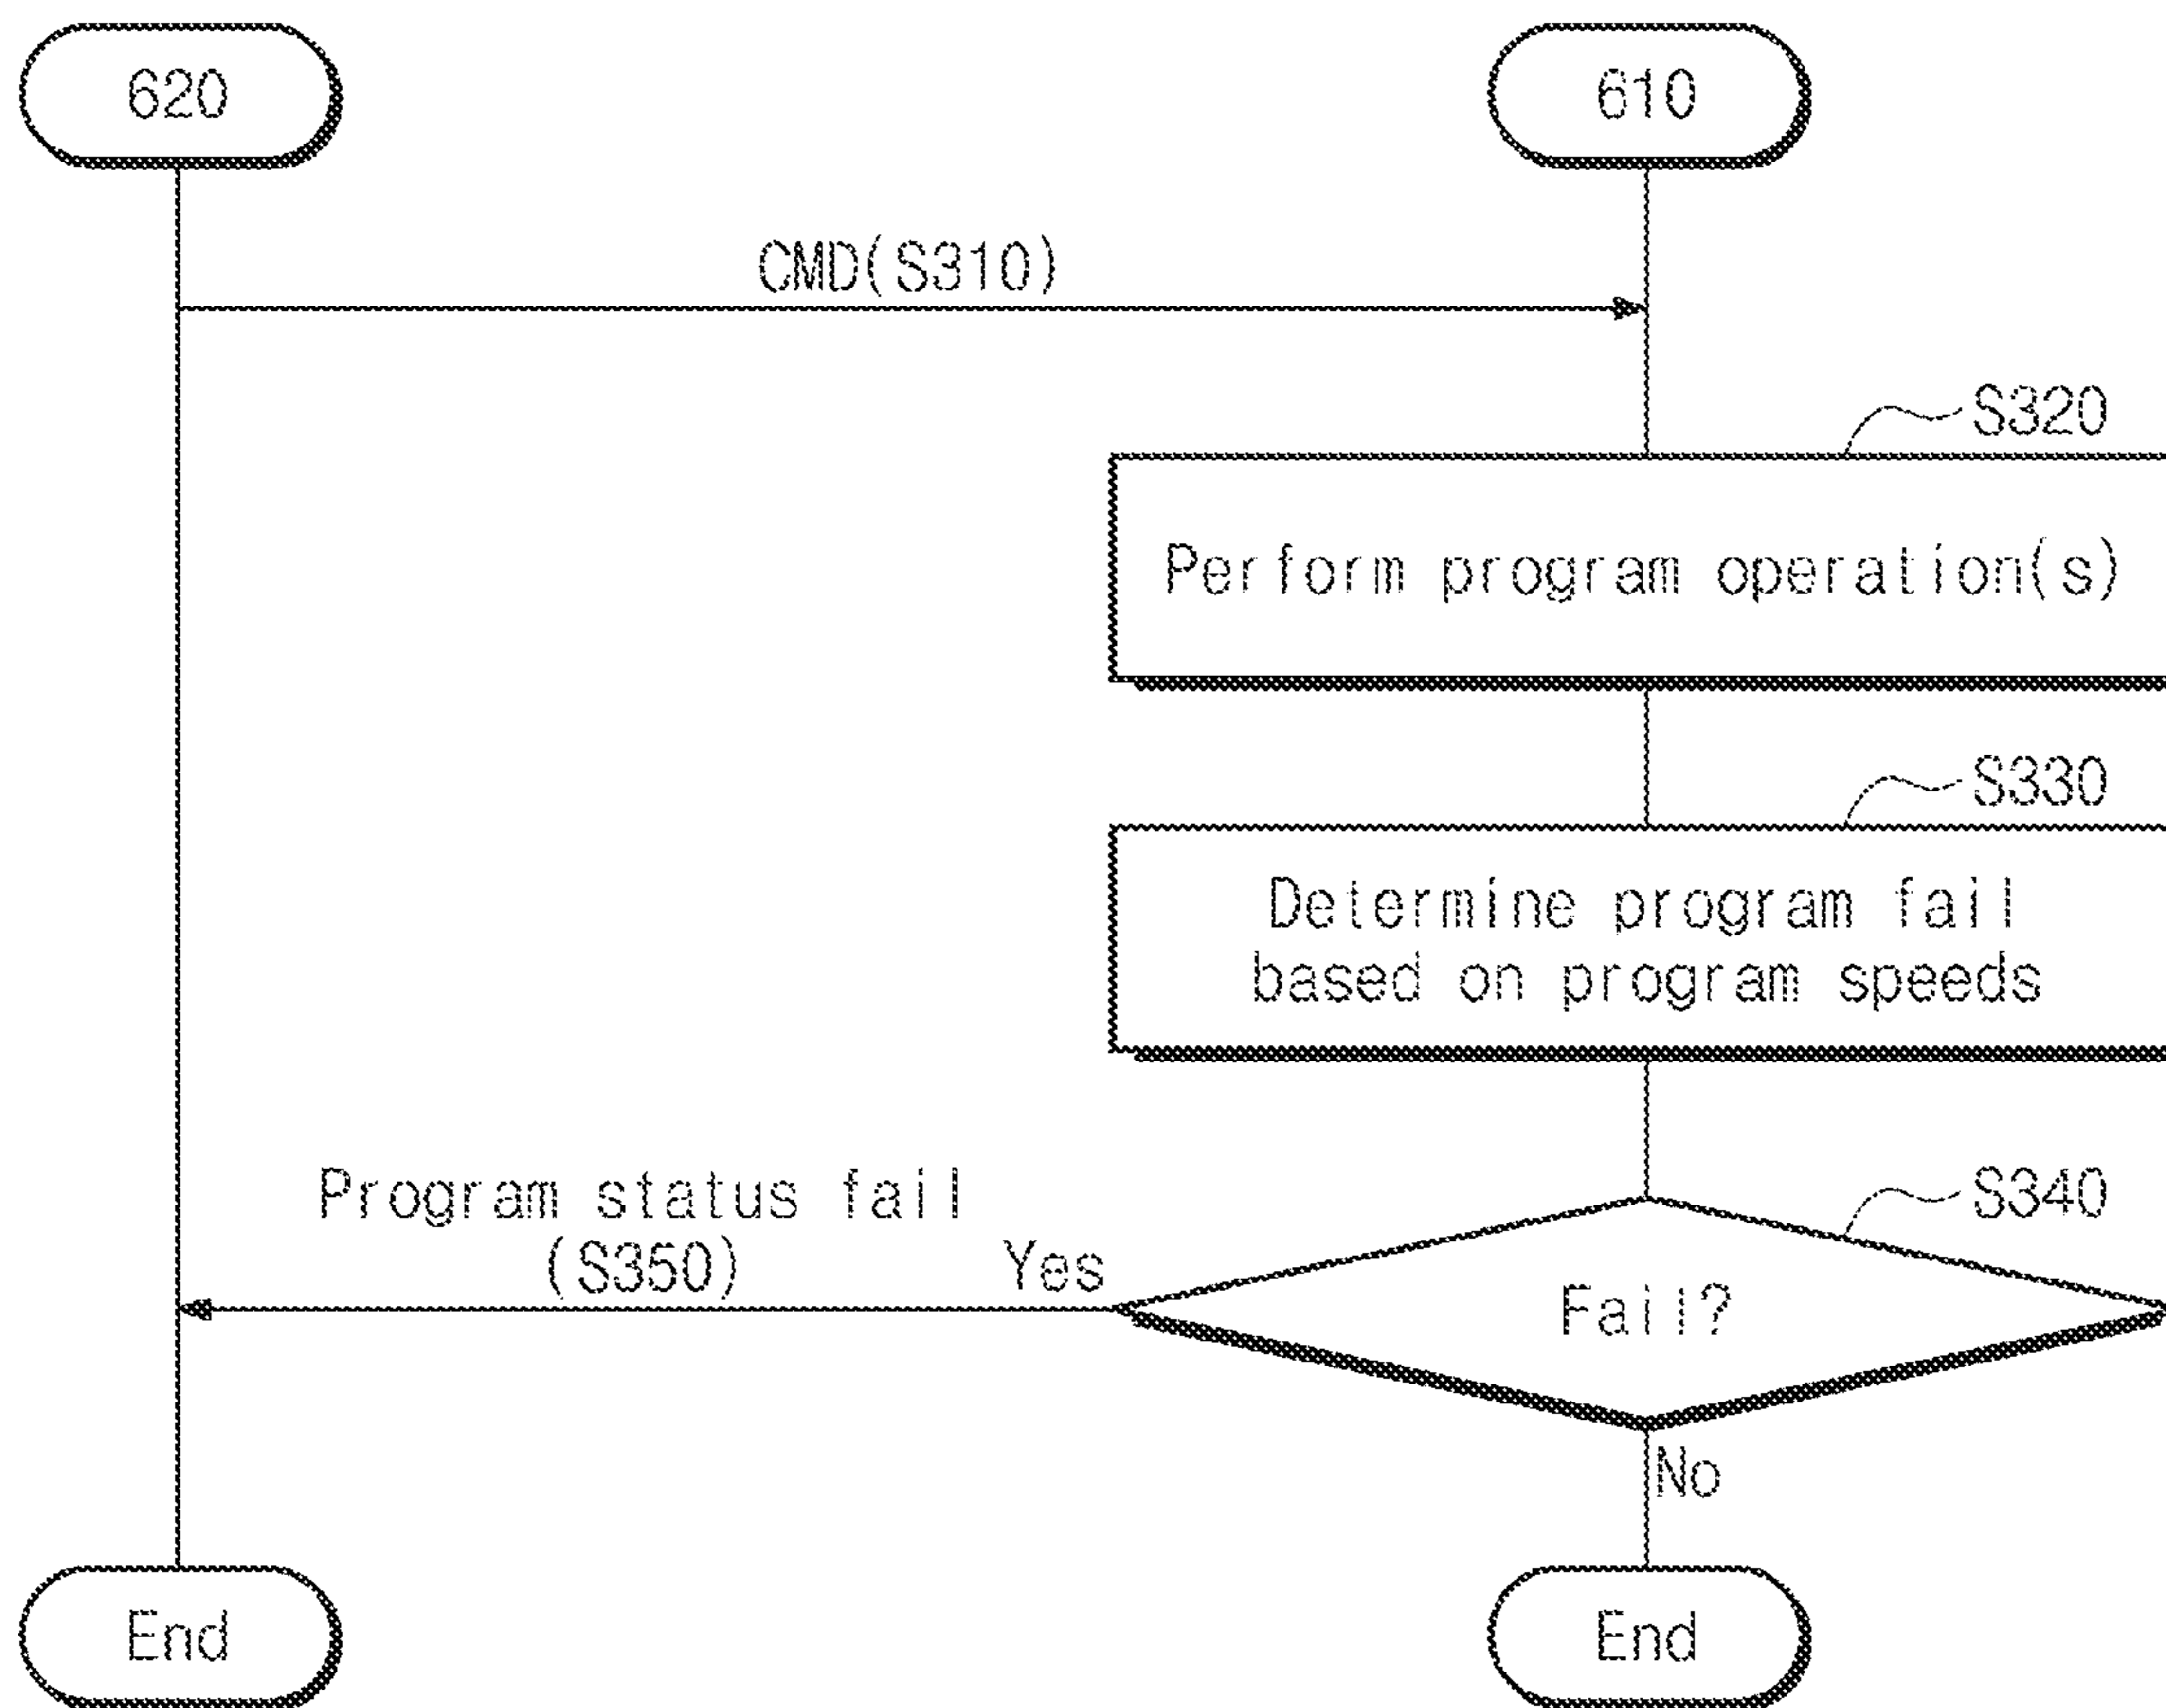 620
610
CMD(S310)
S320
Perform program operation(s)
S330
Determine program fail
based on program speeds
S340
Program status fail
(S350)
Yes
Fail?
No
End
End